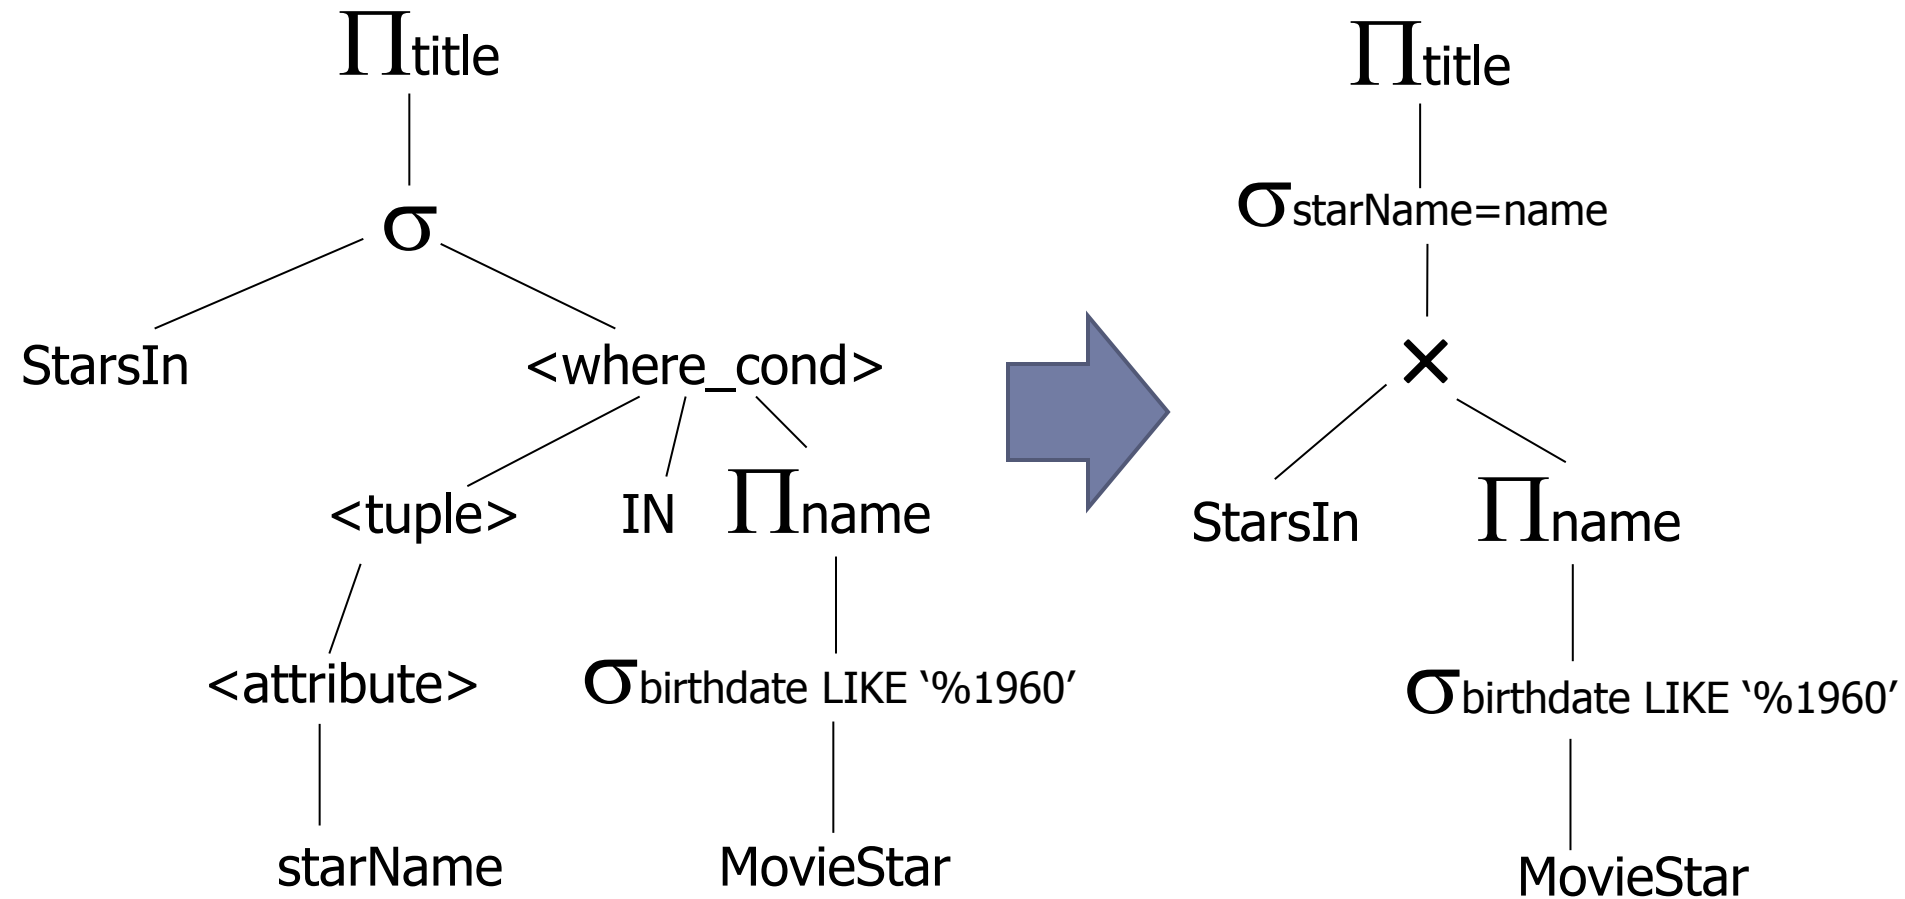 Πtitle
σ
StarsIn
<where_cond>
<tuple>
IN
Πname
<attribute>
σbirthdate LIKE ‘%1960’
starName
MovieStar
Πtitle
σstarName=name
×
StarsIn
Πname
σbirthdate LIKE ‘%1960’
MovieStar